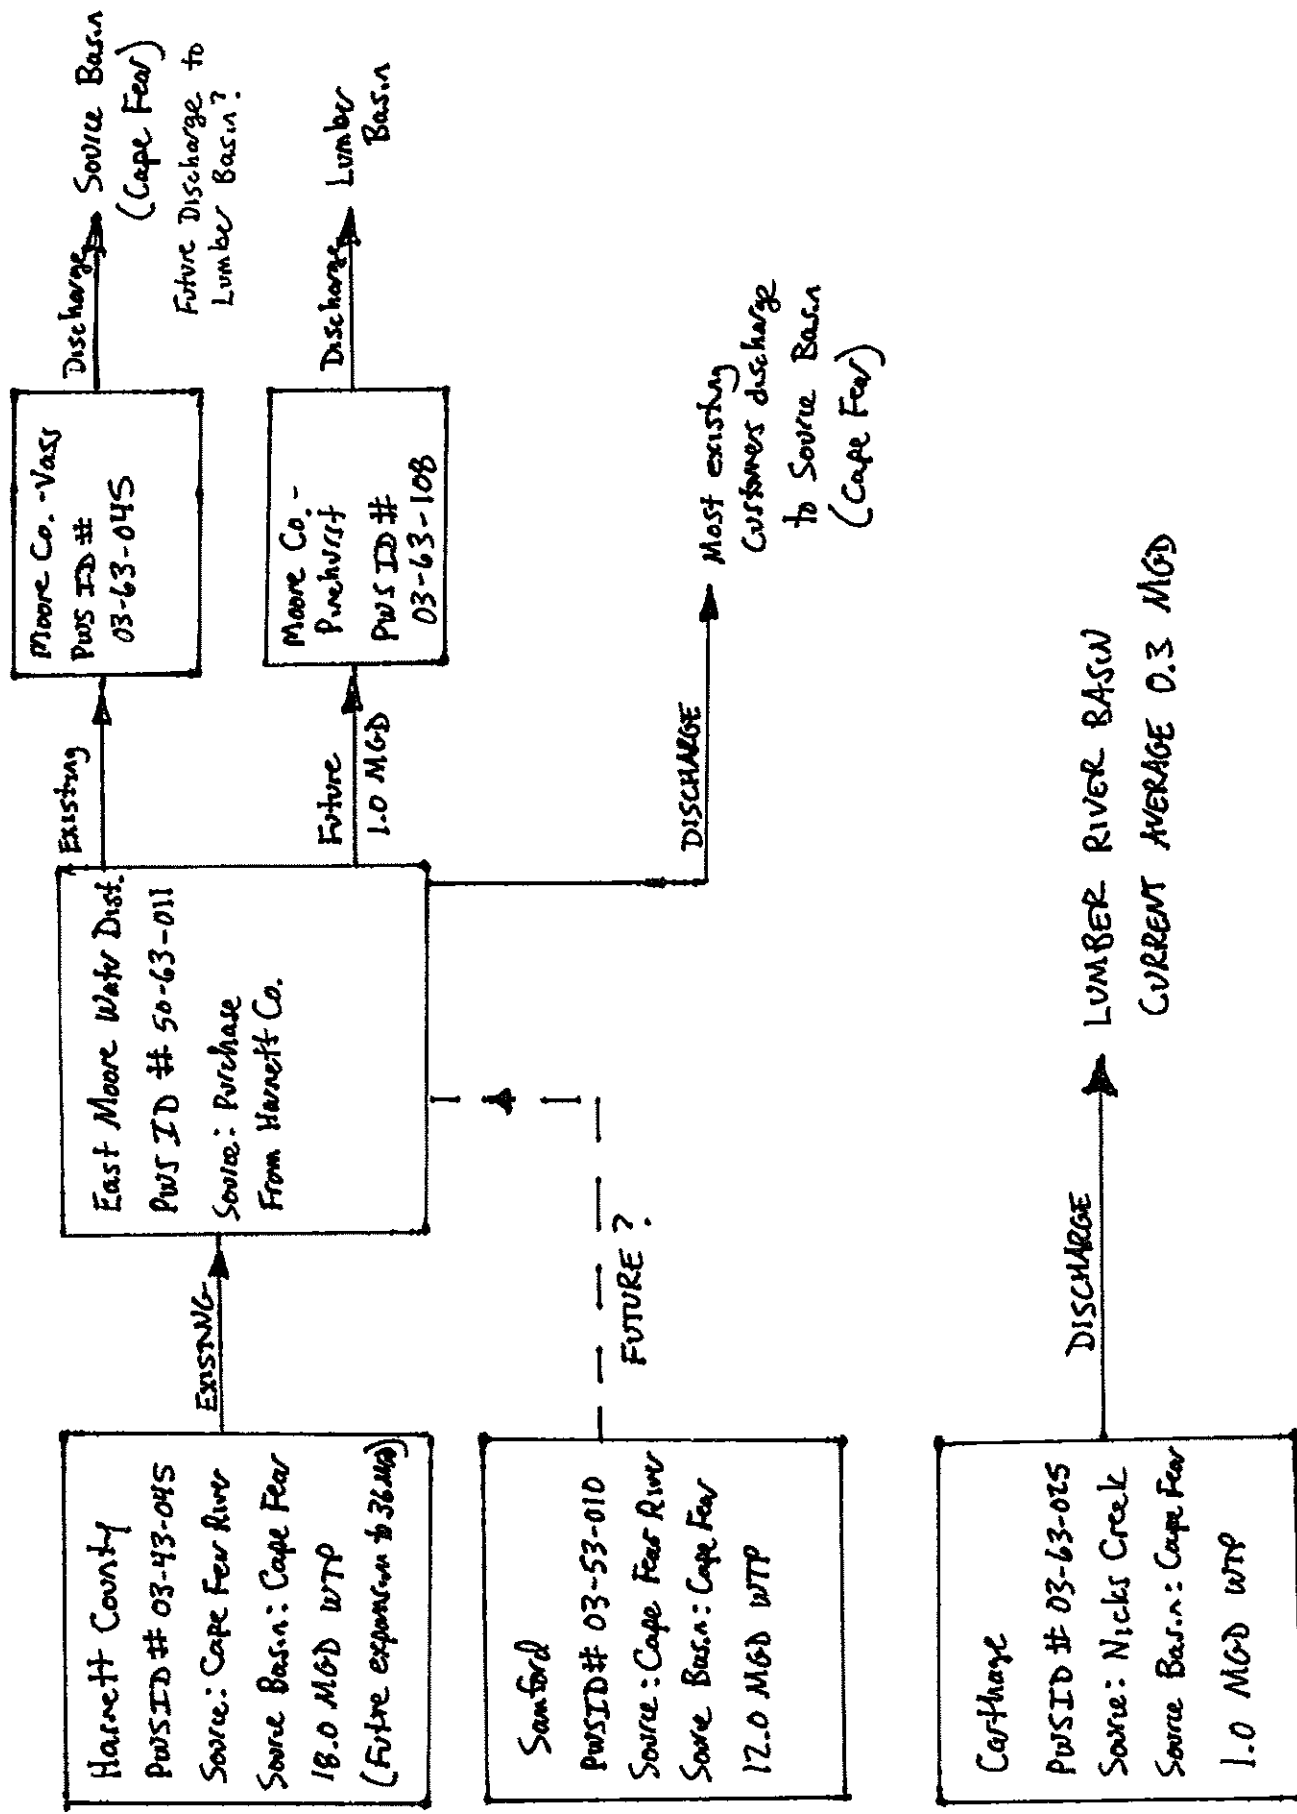 Harnett County
PWSID # 03-43-045
Source: Cape Fear River
Source Basin: Cape Fear
18.0 MGD WTP
(Future expansion to 36 MGD)
EXISTING
East Moore Water Dist.
PWS ID # 50-63-011
Source: Purchase
From Harnett Co.
Existing
Moore Co. - Vass
PWS ID #
03-63-045
Discharge
Source Basin
(Cape Fear)
Future Discharge to
Lumber Basin?
Future
1.0 MGD
Moore Co. -
Pinehurst
PWS ID #
03-63-108
Discharge
Lumber
Basin
DISCHARGE
Most existing
customers discharge
to Source Basin
(Cape Fear)
Sanford
PWSID # 03-53-010
Source: Cape Fear River
Source Basin: Cape Fear
12.0 MGD WTP
FUTURE?
Carthage
PWSID # 03-63-025
Source: Nicks Creek
Source Basin: Cape Fear
1.0 MGD WTP
DISCHARGE
LUMBER RIVER BASIN
CURRENT AVERAGE 0.3 MGD